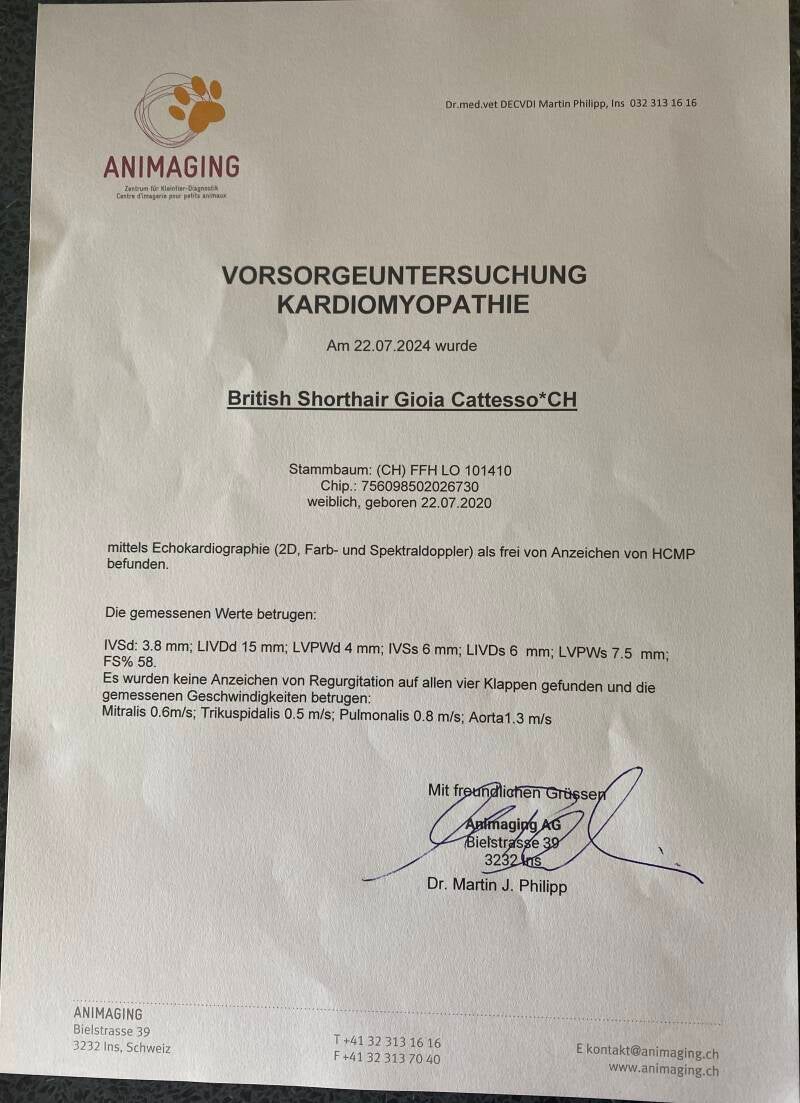 Dr.med.vet DECVDI Martin Philipp, Ins 032 313 16 16
ANIMAGING
Zentrum für Kleintier-Diagnostik
Centre d'imagerie pour petits animaux
VORSORGEUNTERSUCHUNG
KARDIOMYOPATHIE
Am 22.07.2024 wurde
British Shorthair Gioia Cattesso*CH
Stammbaum: (CH) FFH LO 101410
Chip.: 756098502026730
weiblich, geboren 22.07.2020
mittels Echokardiographie (2D, Farb- und Spektraldoppler) als frei von Anzeichen von HCMP
befunden.
Die gemessenen Werte betrugen:
IVSd: 3.8 mm; LIVDd 15 mm; LVPWd 4 mm; IVSs 6 mm; LIVDs 6 mm; LVPWs 7.5 mm;
FS% 58.
Es wurden keine Anzeichen von Regurgitation auf allen vier Klappen gefunden und die
gemessenen Geschwindigkeiten betrugen:
Mitralis 0.6m/s; Trikuspidalis 0.5 m/s; Pulmonalis 0.8 m/s; Aorta1.3 m/s
Mit freundlichen Grüssen
Animaging AG
Bielstrasse 39
3232 Ins
Dr. Martin J. Philipp
ANIMAGING
Bielstrasse 39
3232 Ins, Schweiz
T +41 32 313 16 16
F +41 32 313 70 40
E kontakt@animaging.ch
www.animaging.ch